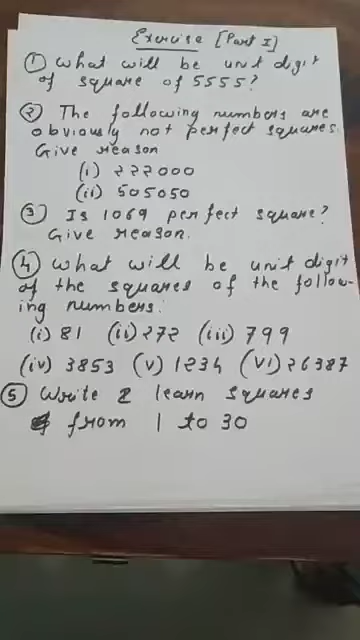 Exercise [Part I]
① What will be unit digit
of square of 5555?
② The following numbers are
obviously not perfect squares.
Give reason
(i) 222000
(ii) 505050
③ Is 1069 perfect square?
Give reason.
④ What will be unit digit
of the squares of the follow-
ing numbers:
(i) 81 (ii) 272 (iii) 799
(iv) 3853 (v) 1234 (VI) 26387
⑤ Write & learn squares
from 1 to 30